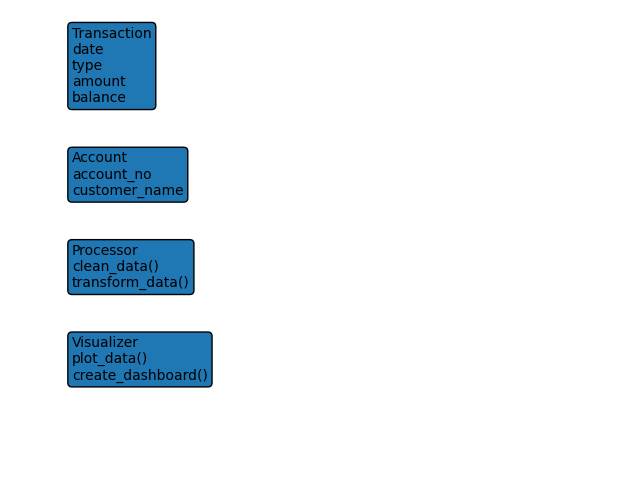 Transaction
date
type
amount
balance
Account
account_no
customer_name
Processor
clean_data()
transform_data()
Visualizer
plot_data()
create_dashboard()